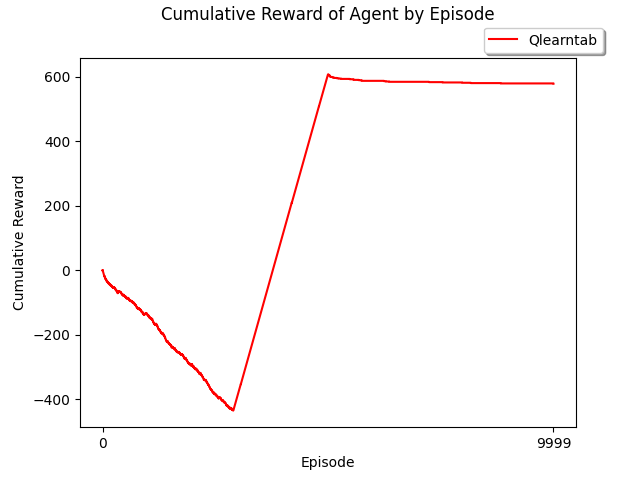 Cumulative Reward of Agent by Episode
Qlearntab
600
400
200
0
−200
−400
Cumulative Reward
0
9999
Episode